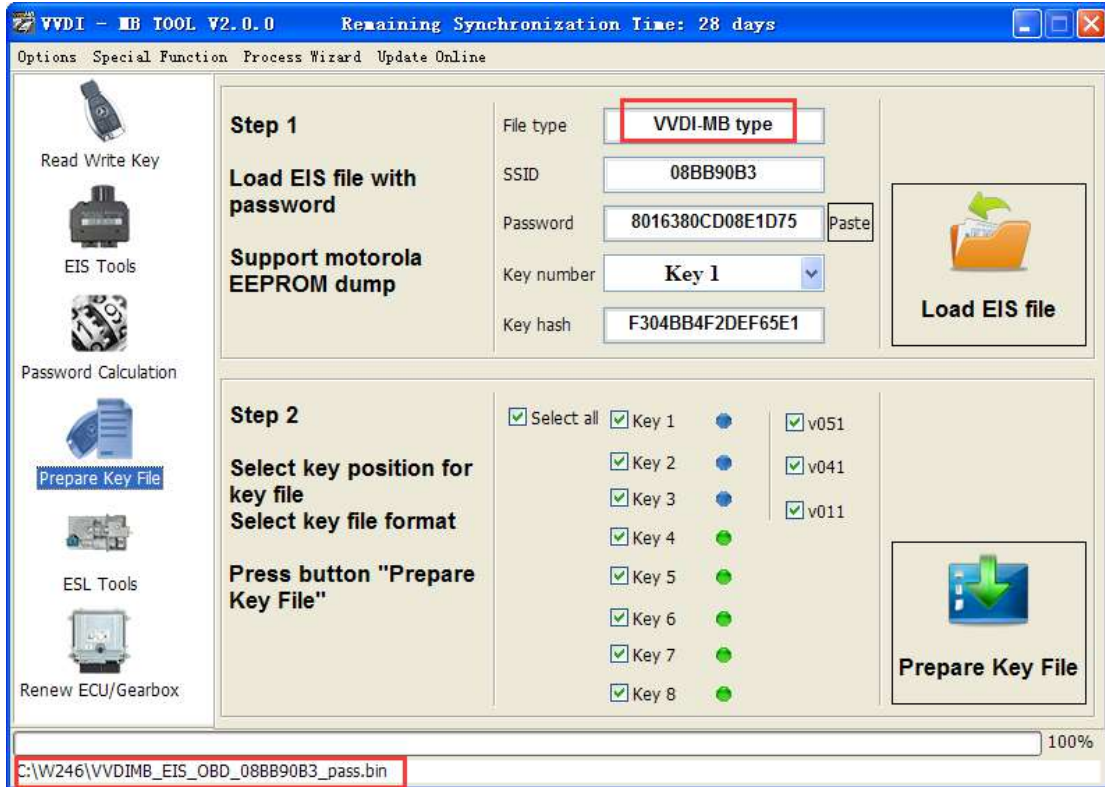 VVDI - MB TOOL V2.0.0 Remaining Synchronization Time: 28 days
Options Special Function Process Wizard Update Online
Read Write Key
EIS Tools
Password Calculation
Prepare Key File
ESL Tools
Renew ECU/Gearbox
Step 1
Load EIS file with
password
Support motorola
EEPROM dump
File type VVDI-MB type
SSID 08BB90B3
Password 8016380CD08E1D75 Paste
Key number Key 1
Key hash F304BB4F2DEF65E1
Load EIS file
Step 2
Select key position for
key file
Select key file format
Press button "Prepare
Key File"
Select all Key 1 v051
Key 2 v041
Key 3 v011
Key 4
Key 5
Key 6
Key 7
Key 8
Prepare Key File
100%
C:\W246\VVDIMB_EIS_OBD_08BB90B3_pass.bin